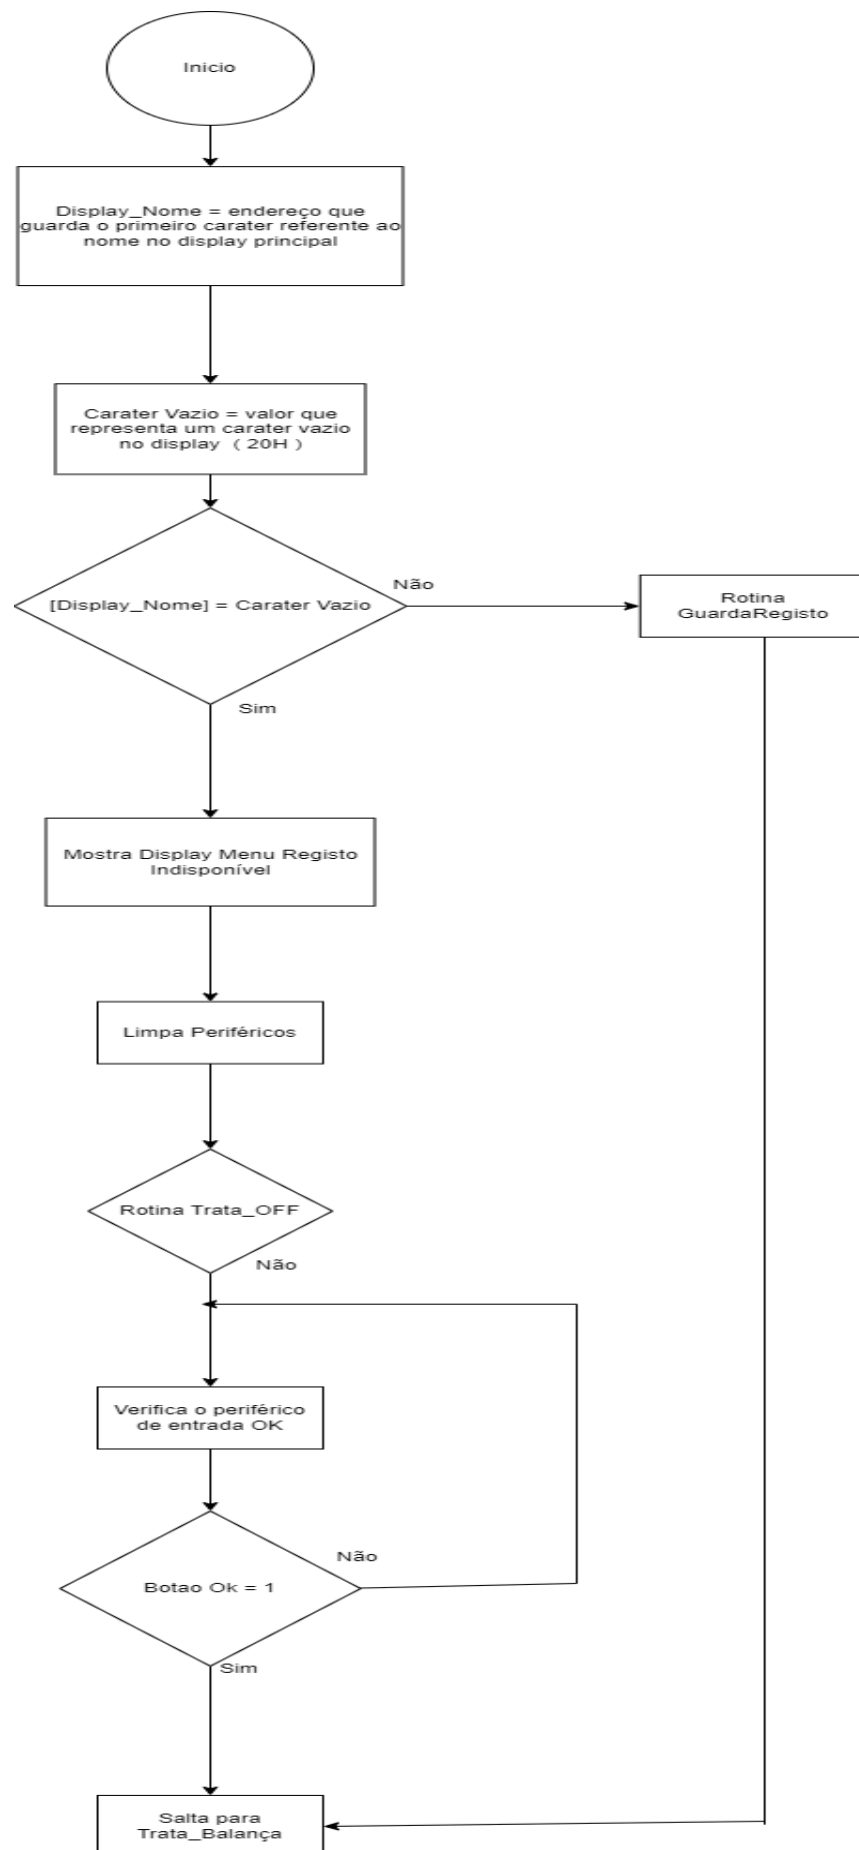 Inicio
Display_Nome = endereço que
guarda o primeiro carater referente ao
nome no display principal
Carater Vazio = valor que
representa um carater vazio
no display ( 20H )
[Display_Nome] = Carater Vazio
Não
Rotina
GuardaRegisto
Sim
Mostra Display Menu Registo
Indisponível
Limpa Periféricos
Rotina Trata_OFF
Não
Verifica o periférico
de entrada OK
Não
Botao Ok = 1
Sim
Salta para
Trata_Balança